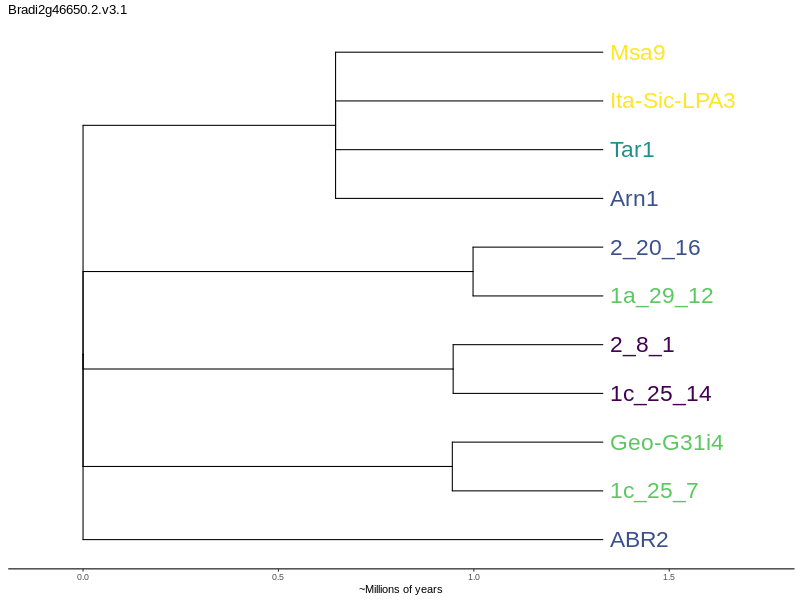 Bradi2g46650.2.v3.1
Msa9
Ita-Sic-LPA3
Tar1
Arn1
2_20_16
1a_29_12
2_8_1
1c_25_14
Geo-G31i4
1c_25_7
ABR2
0.0 0.5 1.0 1.5
~Millions of years